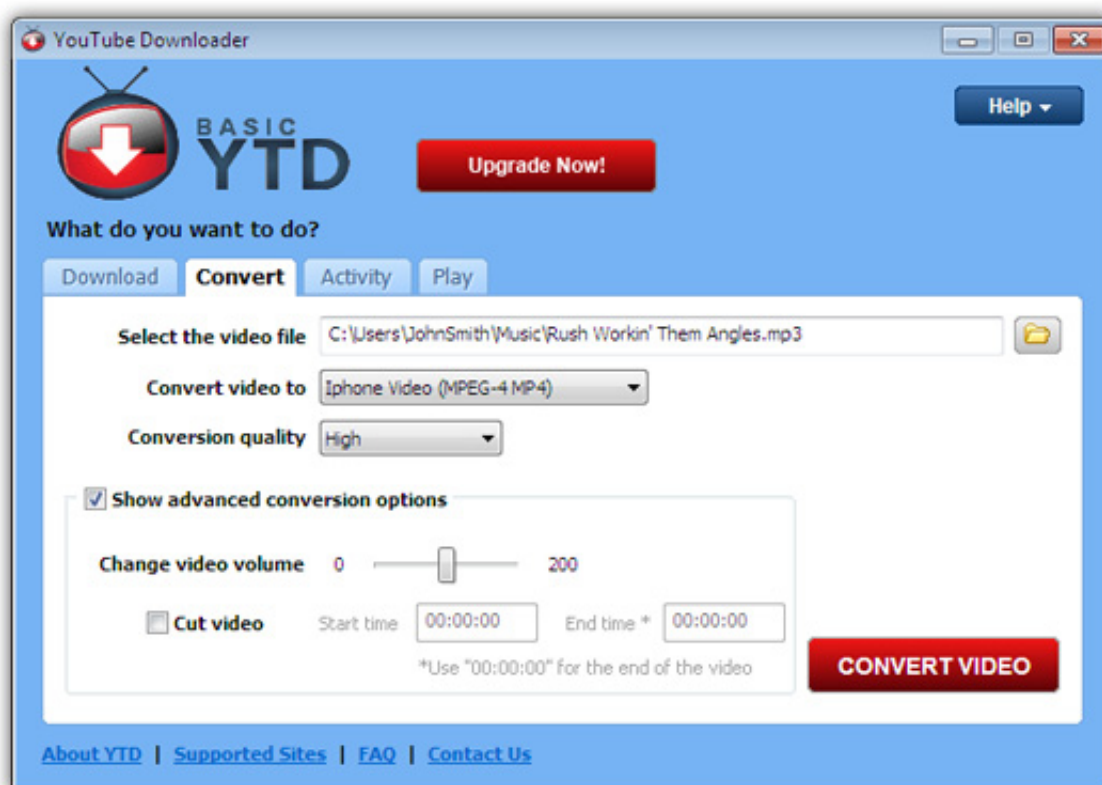 YouTube Downloader
BASIC
YTD
Upgrade Now!
Help
What do you want to do?
Download Convert Activity Play
Select the video file C:\Users\JohnSmith\Music\Rush Workin' Them Angles.mp3
Convert video to Iphone Video (MPEG-4 MP4)
Conversion quality High
Show advanced conversion options
Change video volume 0 200
Cut video Start time 00:00:00 End time * 00:00:00
*Use "00:00:00" for the end of the video
CONVERT VIDEO
About YTD | Supported Sites | FAQ | Contact Us